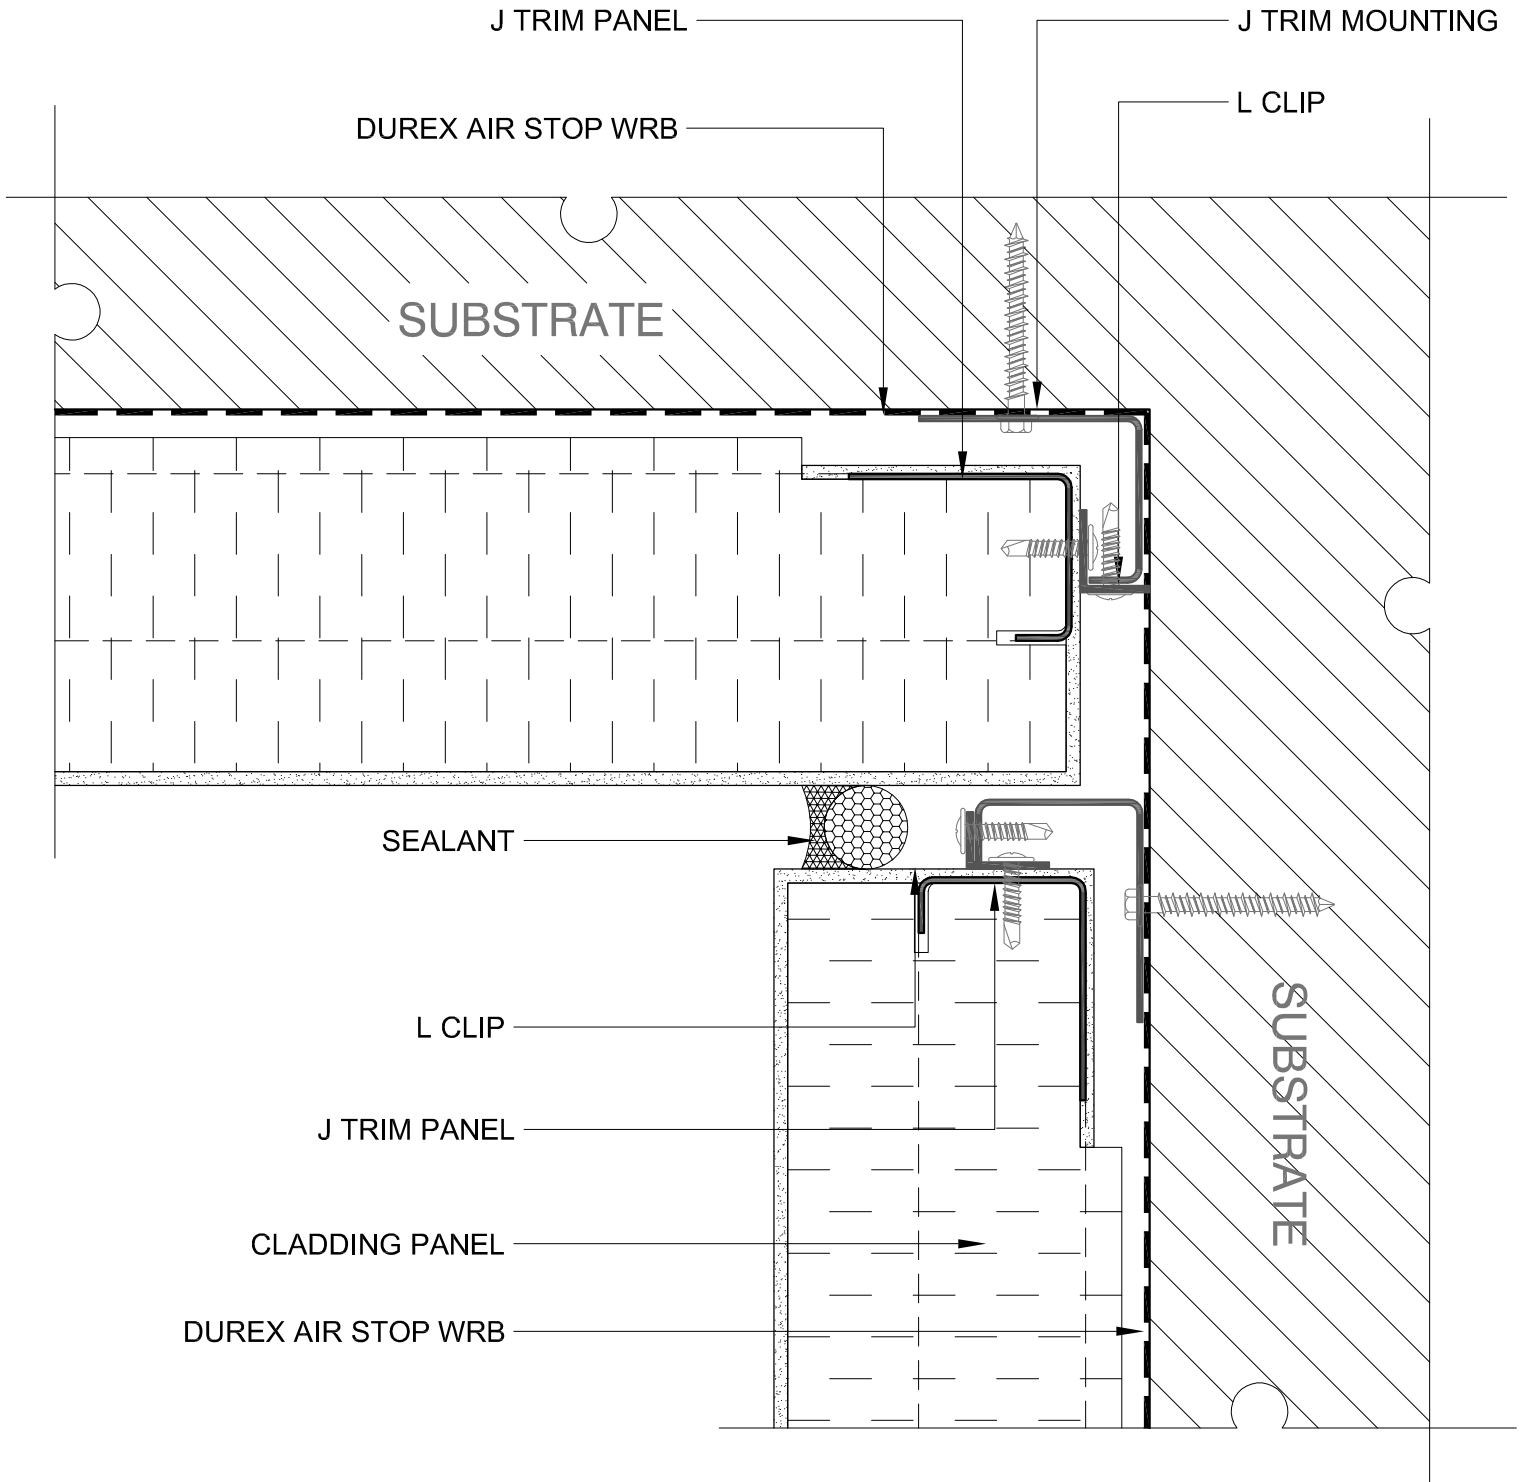 J TRIM PANEL
J TRIM MOUNTING
L CLIP
DUREX AIR STOP WRB
SUBSTRATE
SEALANT
L CLIP
SUBSTRATE
J TRIM PANEL
CLADDING PANEL
DUREX AIR STOP WRB